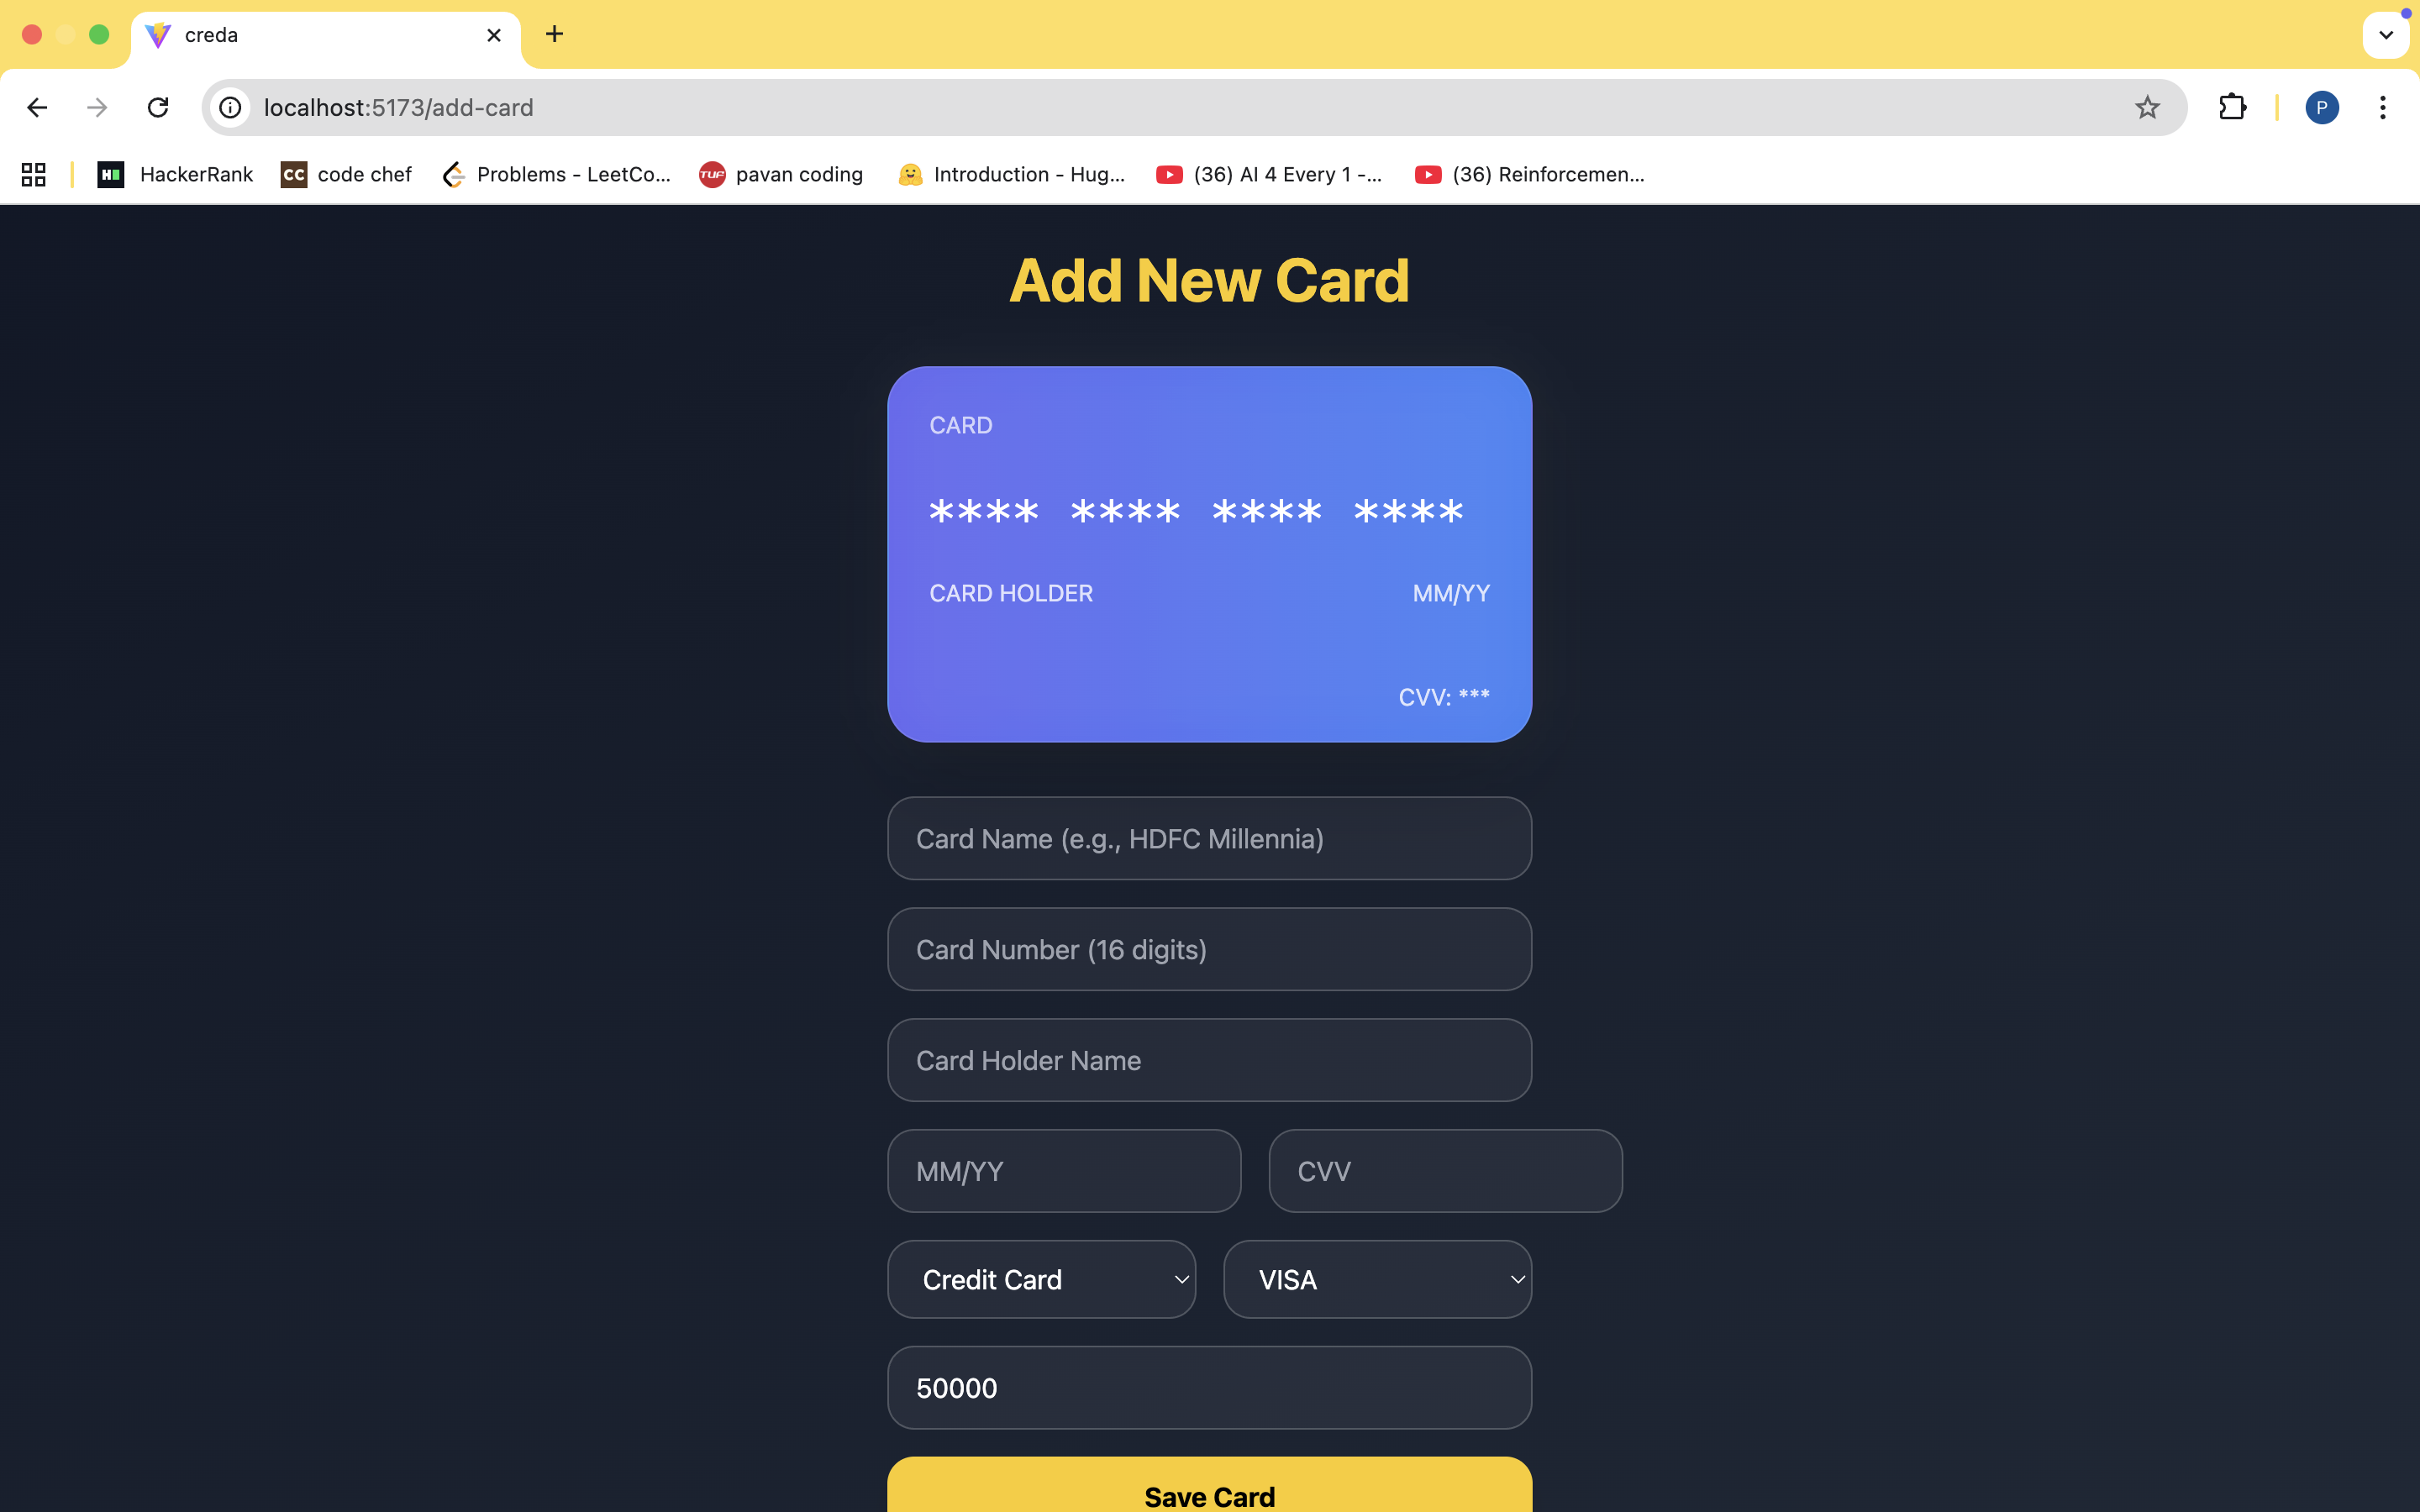 creda
localhost:5173/add-card
P
HackerRank
CC code chef
Problems - LeetCo...
TUF pavan coding
Introduction - Hug...
(36) AI 4 Every 1 -...
(36) Reinforcemen...
Add New Card
CARD
**** **** **** ****
CARD HOLDER MM/YY
CVV: ***
Card Name (e.g., HDFC Millennia)
Card Number (16 digits)
Card Holder Name
MM/YY CVV
Credit Card VISA
50000
Save Card